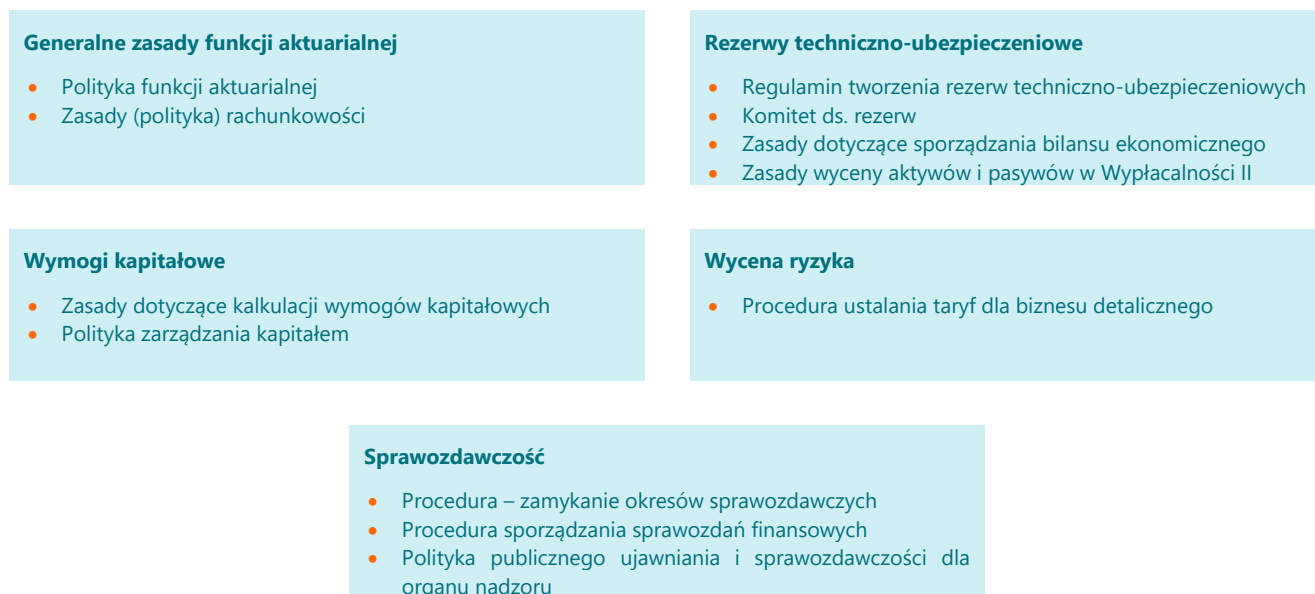 Generalne zasady funkcji aktuarialnej
• Polityka funkcji aktuarialnej
• Zasady (polityka) rachunkowości
Rezerwy techniczno-ubezpieczeniowe
• Regulamin tworzenia rezerw techniczno-ubezpieczeniowych
• Komitet ds. rezerw
• Zasady dotyczące sporządzania bilansu ekonomicznego
• Zasady wyceny aktywów i pasywów w Wypłacalności II
Wymogi kapitałowe
• Zasady dotyczące kalkulacji wymogów kapitałowych
• Polityka zarządzania kapitałem
Wycena ryzyka
• Procedura ustalania taryf dla biznesu detalicznego
Sprawozdawczość
• Procedura – zamykanie okresów sprawozdawczych
• Procedura sporządzania sprawozdań finansowych
• Polityka publicznego ujawniania i sprawozdawczości dla
organu nadzoru